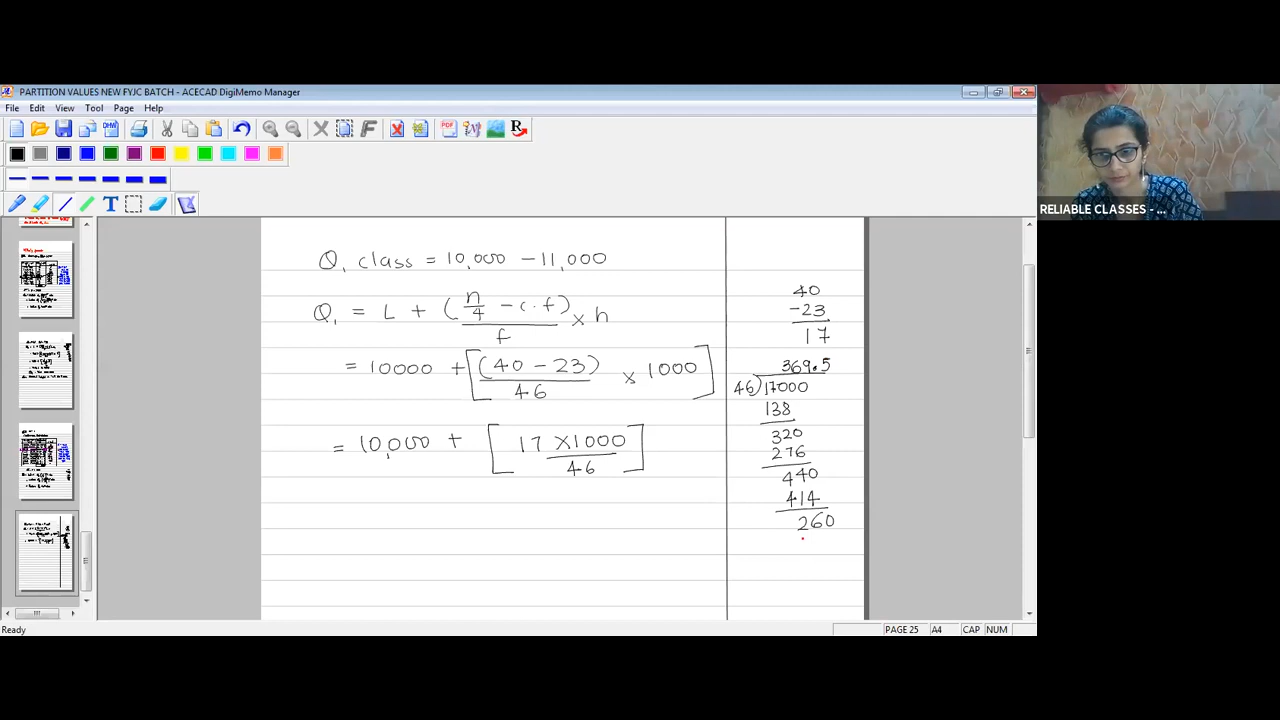 PARTITION VALUES NEW FYJC BATCH - ACECAD DigiMemo Manager
File Edit View Tool Page Help
RELIABLE CLASSES - ...
Q₁ class = 10,000 - 11,000
Q₁ = L + (n/4 - c.f)/f × h
= 10000 + [(40 - 23)/46 × 1000]
= 10,000 + [17 × 1000/46]
40
-23
17
369.5
46)17000
138
320
276
440
414
260
Ready
PAGE 25 A4 CAP NUM